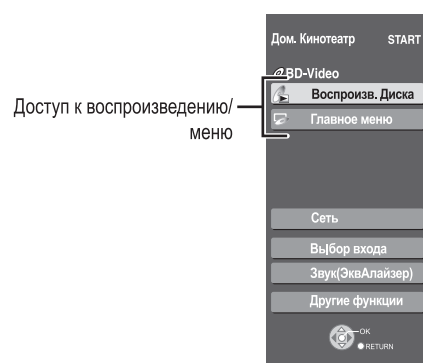 Дом. Кинотеатр START
BD-Video
Воспроизв. Диска
Главное меню
Доступ к воспроизведению/
меню
Сеть
Выбор входа
Звук(ЭквАлайзер)
Другие функции
OK
RETURN